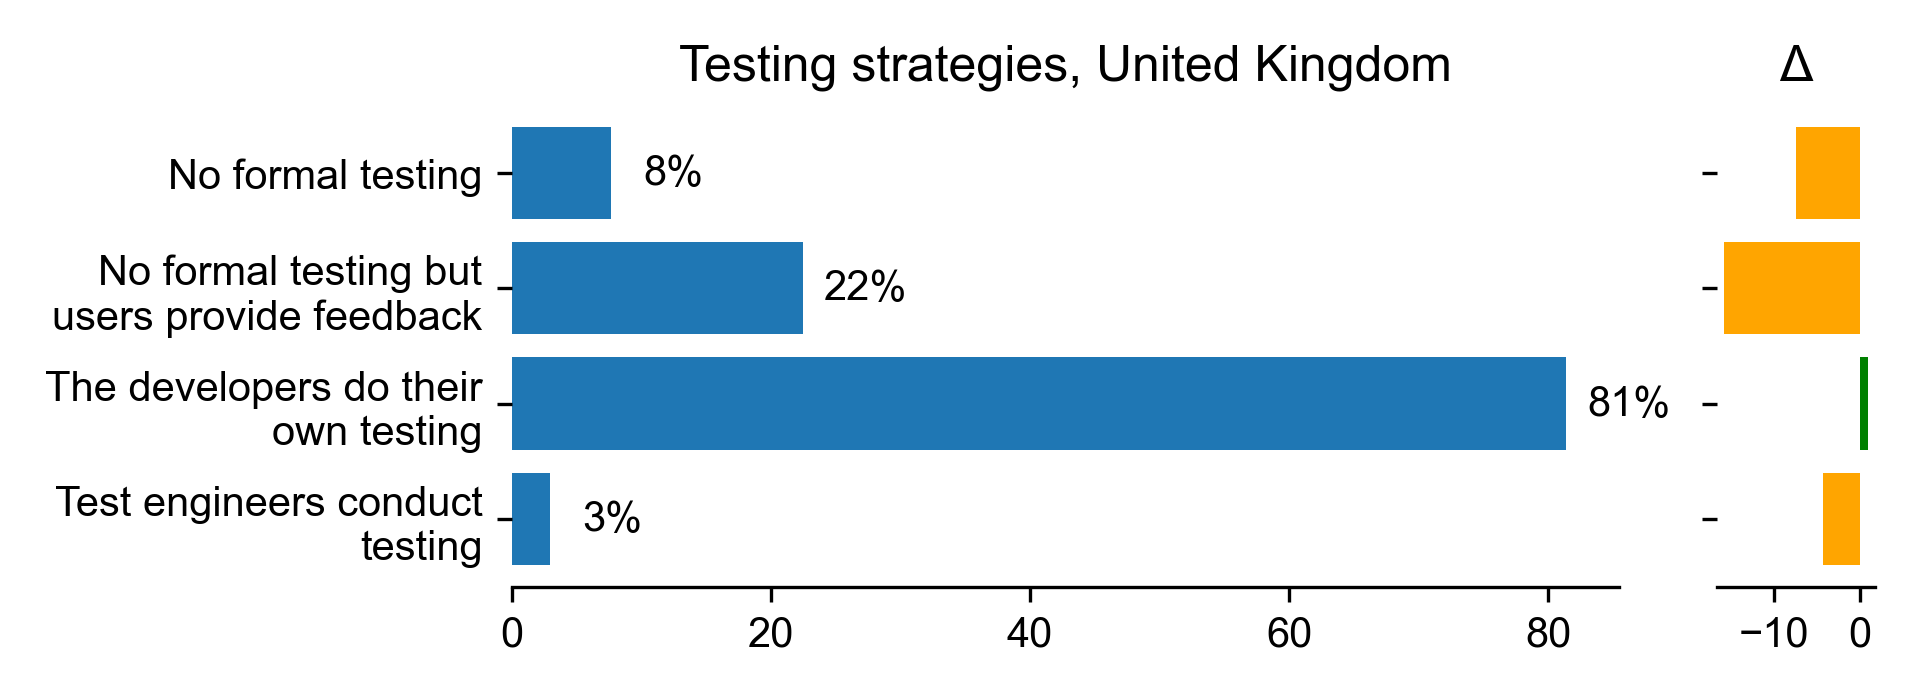 Testing strategies, United Kingdom
Δ
No formal testing
8%
No formal testing but
users provide feedback
22%
The developers do their
own testing
81%
Test engineers conduct
testing
3%
0 20 40 60 80
−10 0